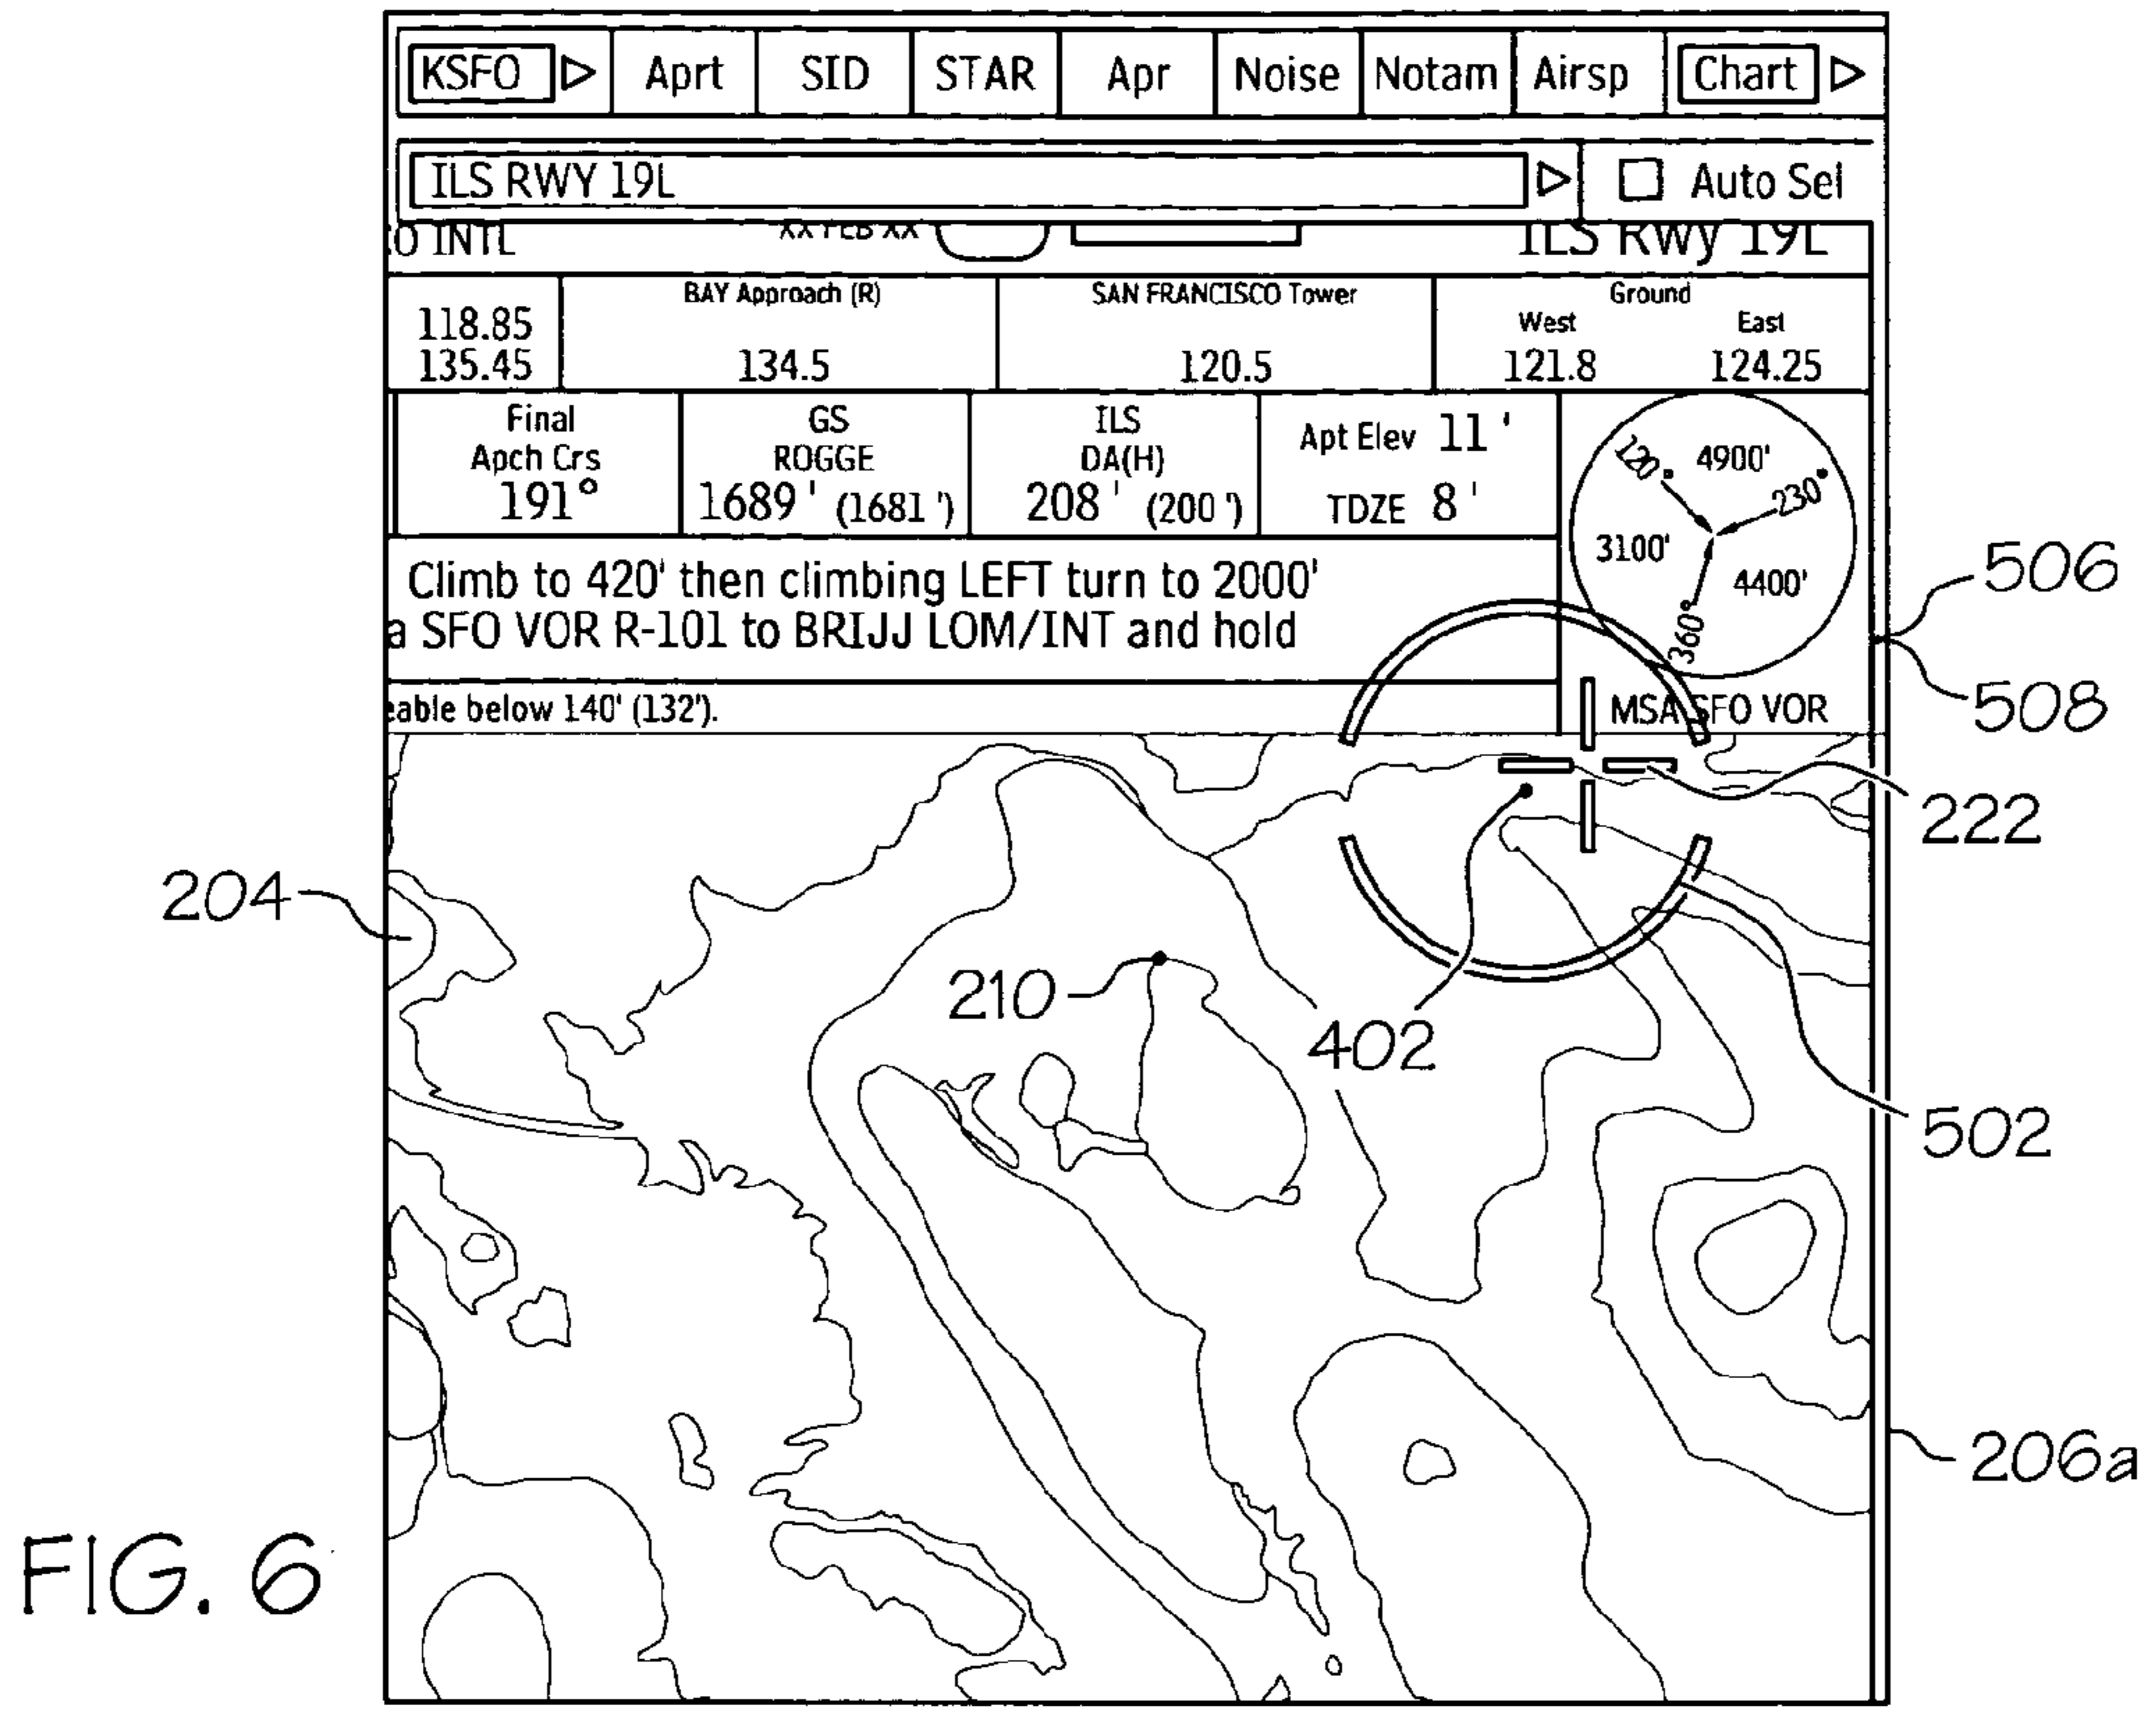 KSFO Aprt SID STAR Apr Noise Notam Airsp Chart
ILS RWY 19L Auto Sel
O INTL XX FEB XX ILS Rwy 19L
BAY Approach (R) SAN FRANCISCO Tower Ground
118.85 West East
135.45 134.5 120.5 121.8 124.25
Final GS ILS Apt Elev 11'
Apch Crs ROGGE DA(H)
191° 1689' (1681') 208' (200') TDZE 8'
120° 4900' 230°
3100' 4400'
360°
Climb to 420' then climbing LEFT turn to 2000'
a SFO VOR R-101 to BRIJJ LOM/INT and hold
eable below 140' (132'). MSA SFO VOR
506
508
222
204
210
402
502
206a
FIG. 6